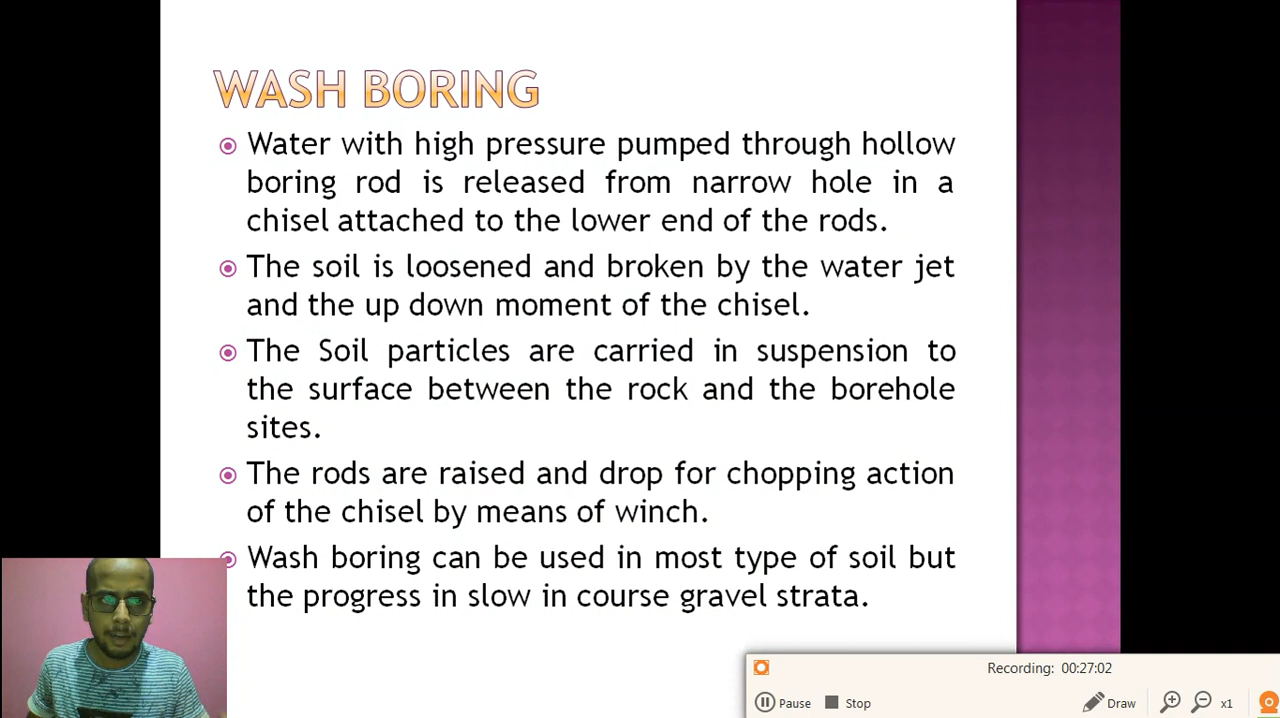 WASH BORING
Water with high pressure pumped through hollow
boring rod is released from narrow hole in a
chisel attached to the lower end of the rods.
The soil is loosened and broken by the water jet
and the up down moment of the chisel.
The Soil particles are carried in suspension to
the surface between the rock and the borehole
sites.
The rods are raised and drop for chopping action
of the chisel by means of winch.
Wash boring can be used in most type of soil but
the progress in slow in course gravel strata.
Recording: 00:27:02
Pause Stop Draw x1